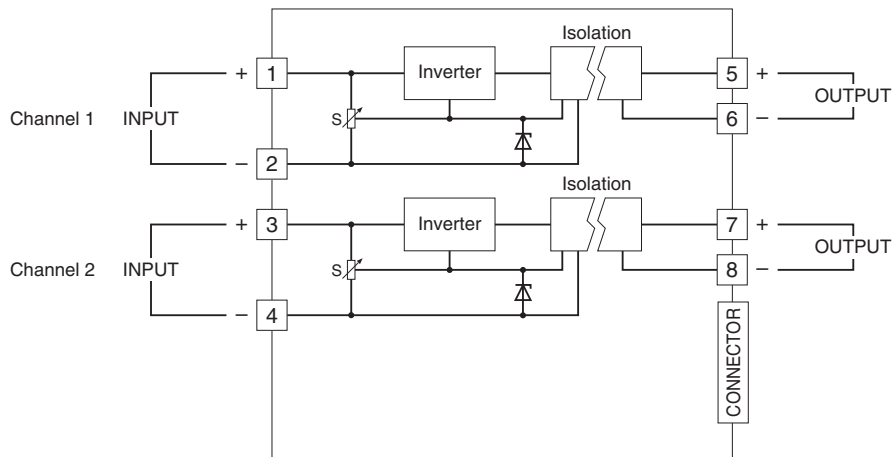 Isolation
+ 1 Inverter 5 +
OUTPUT
Channel 1 INPUT S 6 −
− 2
Isolation
+ 3 Inverter 7 +
OUTPUT
Channel 2 INPUT S 8 −
− 4
CONNECTOR